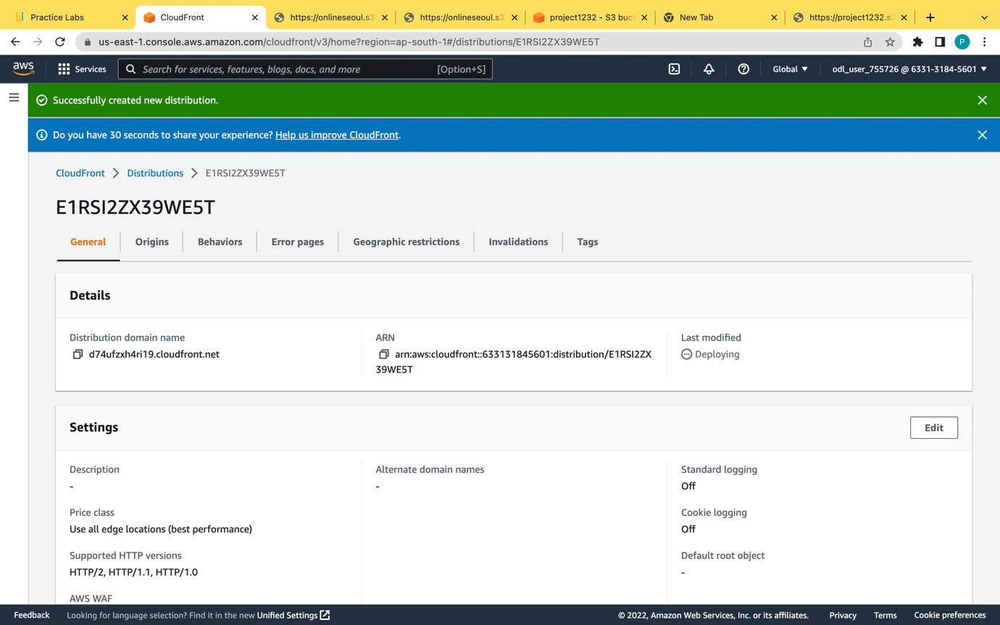 Practice Labs
CloudFront
https://onlineseoul.s3
https://onlineseoul.s3
project1232 - S3 buc
New Tab
https://project1232.s3
us-east-1.console.aws.amazon.com/cloudfront/v3/home?region=ap-south-1#/distributions/E1RSI2ZX39WE5T
P
aws
Services
Search for services, features, blogs, docs, and more
[Option+S]
Global
odl_user_755726 @ 6331-3184-5601
Successfully created new distribution.
Do you have 30 seconds to share your experience? Help us improve CloudFront.
CloudFront
Distributions
E1RSI2ZX39WE5T
E1RSI2ZX39WE5T
General
Origins
Behaviors
Error pages
Geographic restrictions
Invalidations
Tags
Details
Distribution domain name
d74ufzxh4ri19.cloudfront.net
ARN
arn:aws:cloudfront::633131845601:distribution/E1RSI2ZX
39WE5T
Last modified
Deploying
Settings
Edit
Description
-
Price class
Use all edge locations (best performance)
Supported HTTP versions
HTTP/2, HTTP/1.1, HTTP/1.0
AWS WAF
Alternate domain names
-
Standard logging
Off
Cookie logging
Off
Default root object
-
Feedback
Looking for language selection? Find it in the new Unified Settings
© 2022, Amazon Web Services, Inc. or its affiliates.
Privacy
Terms
Cookie preferences